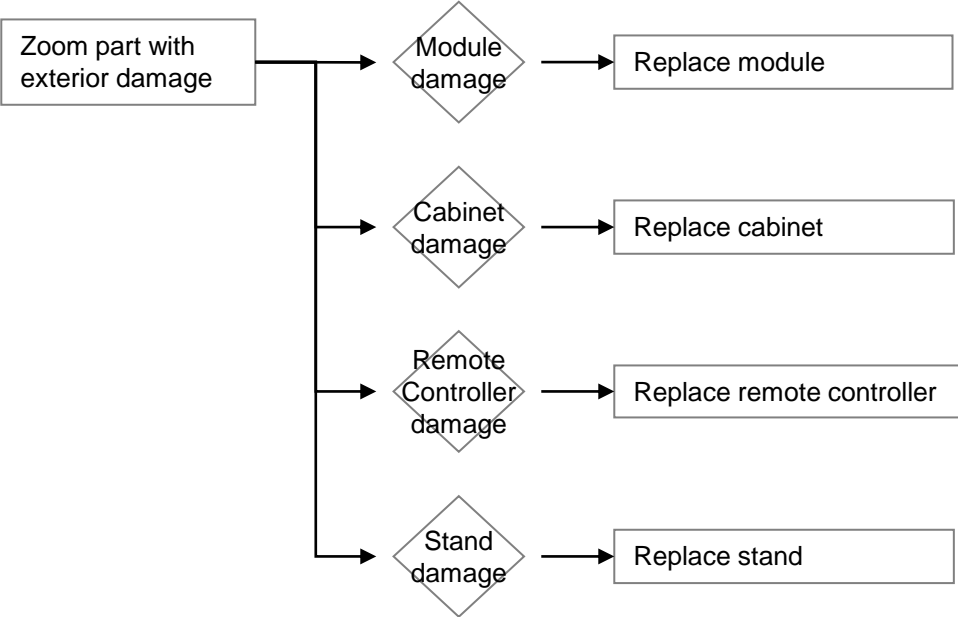 Zoom part with
exterior damage
Module
damage
Replace module
Cabinet
damage
Replace cabinet
Remote
Controller
damage
Replace remote controller
Stand
damage
Replace stand